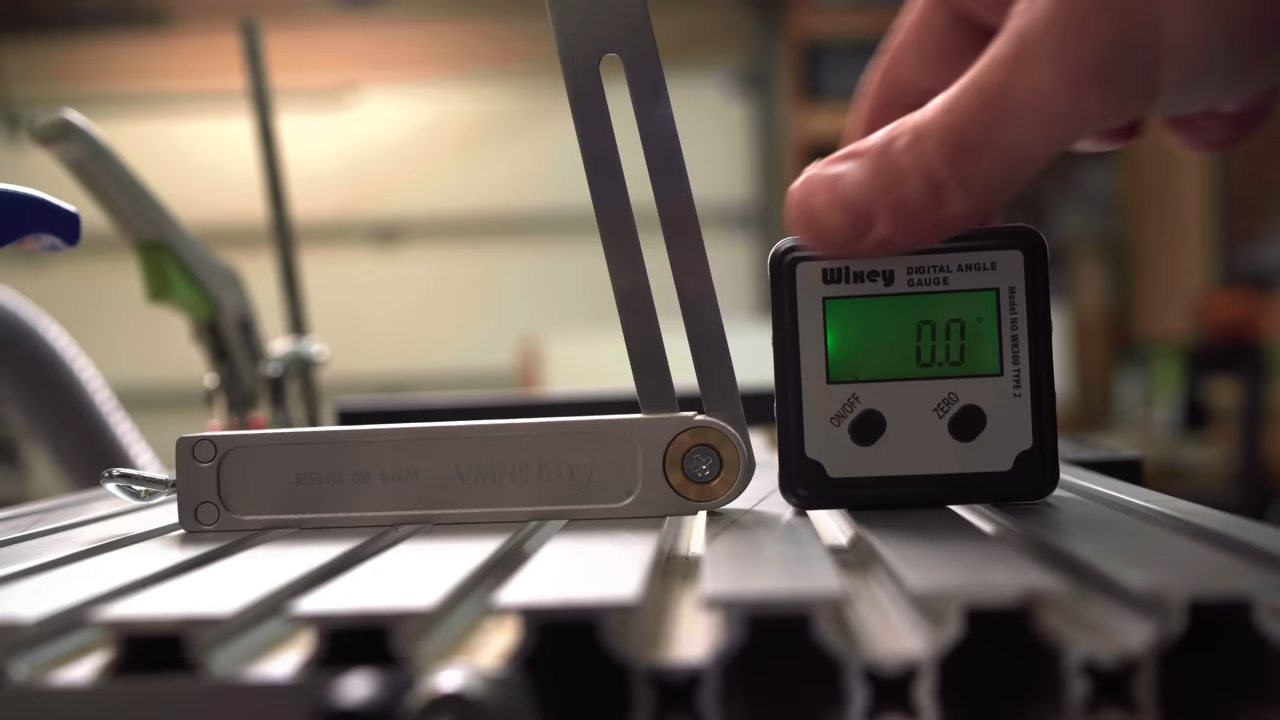 Wixey
DIGITAL ANGLE
GAUGE
Model NO.WR300 TYPE 2
0.0°
ON/OFF
ZERO